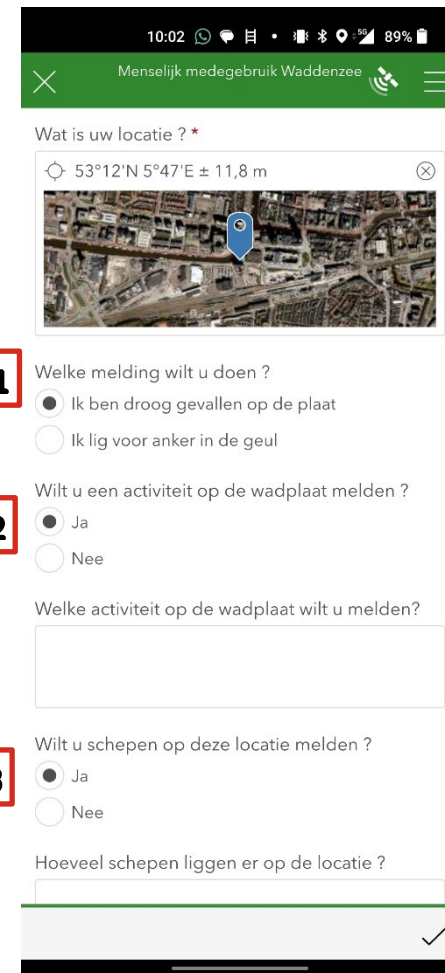 10:02 5G 89%
Menselijk medegebruik Waddenzee
Wat is uw locatie ? *
53°12'N 5°47'E ± 11,8 m
1
Welke melding wilt u doen ?
Ik ben droog gevallen op de plaat
Ik lig voor anker in de geul
2
Wilt u een activiteit op de wadplaat melden ?
Ja
Nee
Welke activiteit op de wadplaat wilt u melden?
3
Wilt u schepen op deze locatie melden ?
Ja
Nee
Hoeveel schepen liggen er op de locatie ?